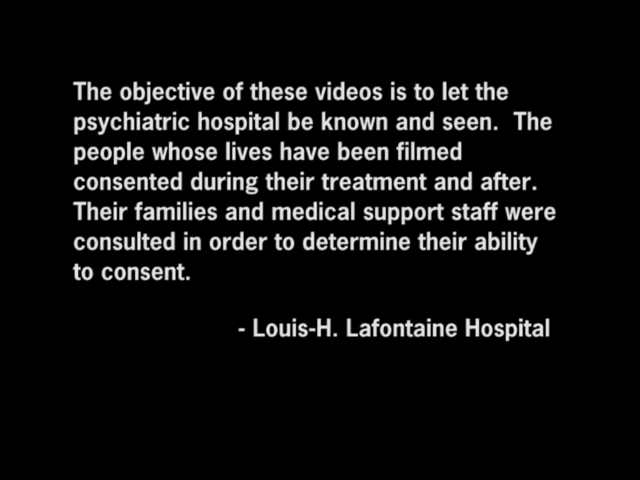 The objective of these videos is to let the
psychiatric hospital be known and seen.  The
people whose lives have been filmed
consented during their treatment and after.
Their families and medical support staff were
consulted in order to determine their ability
to consent.
- Louis-H. Lafontaine Hospital